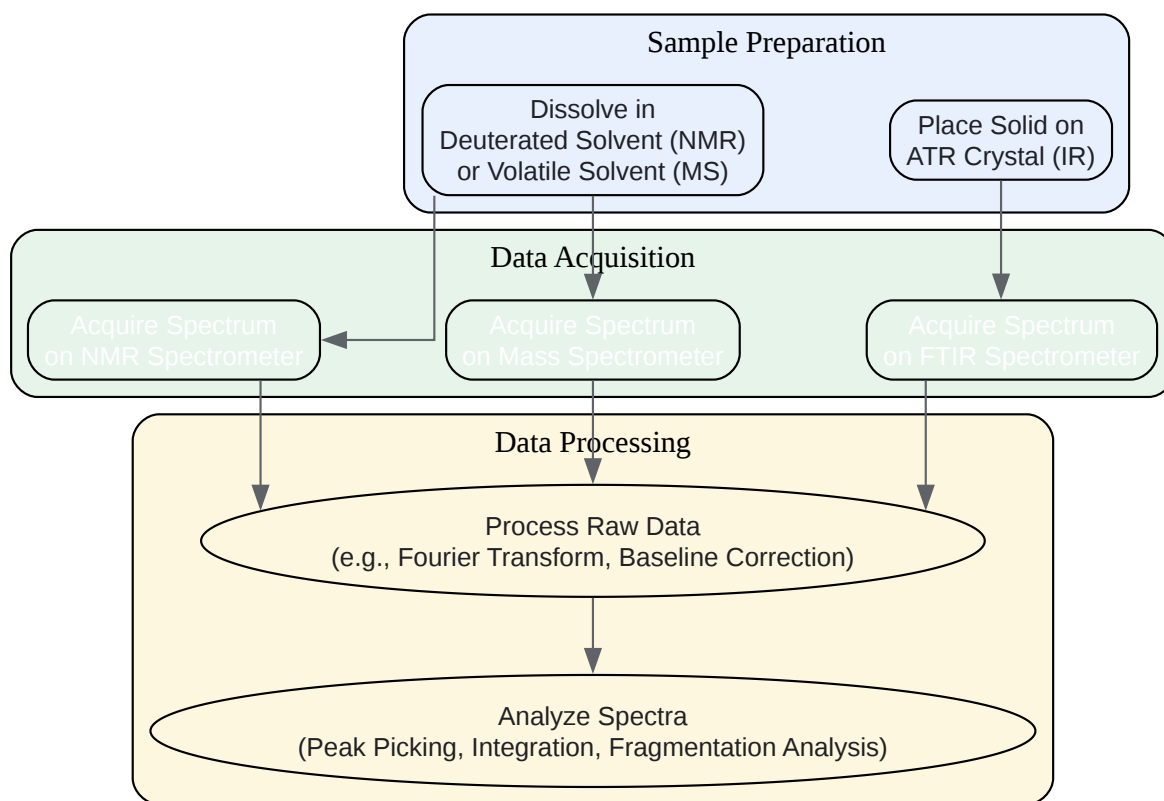 Sample Preparation
Dissolve in
Deuterated Solvent (NMR)
or Volatile Solvent (MS)
Place Solid on
ATR Crystal (IR)
Data Acquisition
Acquire Spectrum
on NMR Spectrometer
Acquire Spectrum
on Mass Spectrometer
Acquire Spectrum
on FTIR Spectrometer
Data Processing
Process Raw Data
(e.g., Fourier Transform, Baseline Correction)
Analyze Spectra
(Peak Picking, Integration, Fragmentation Analysis)